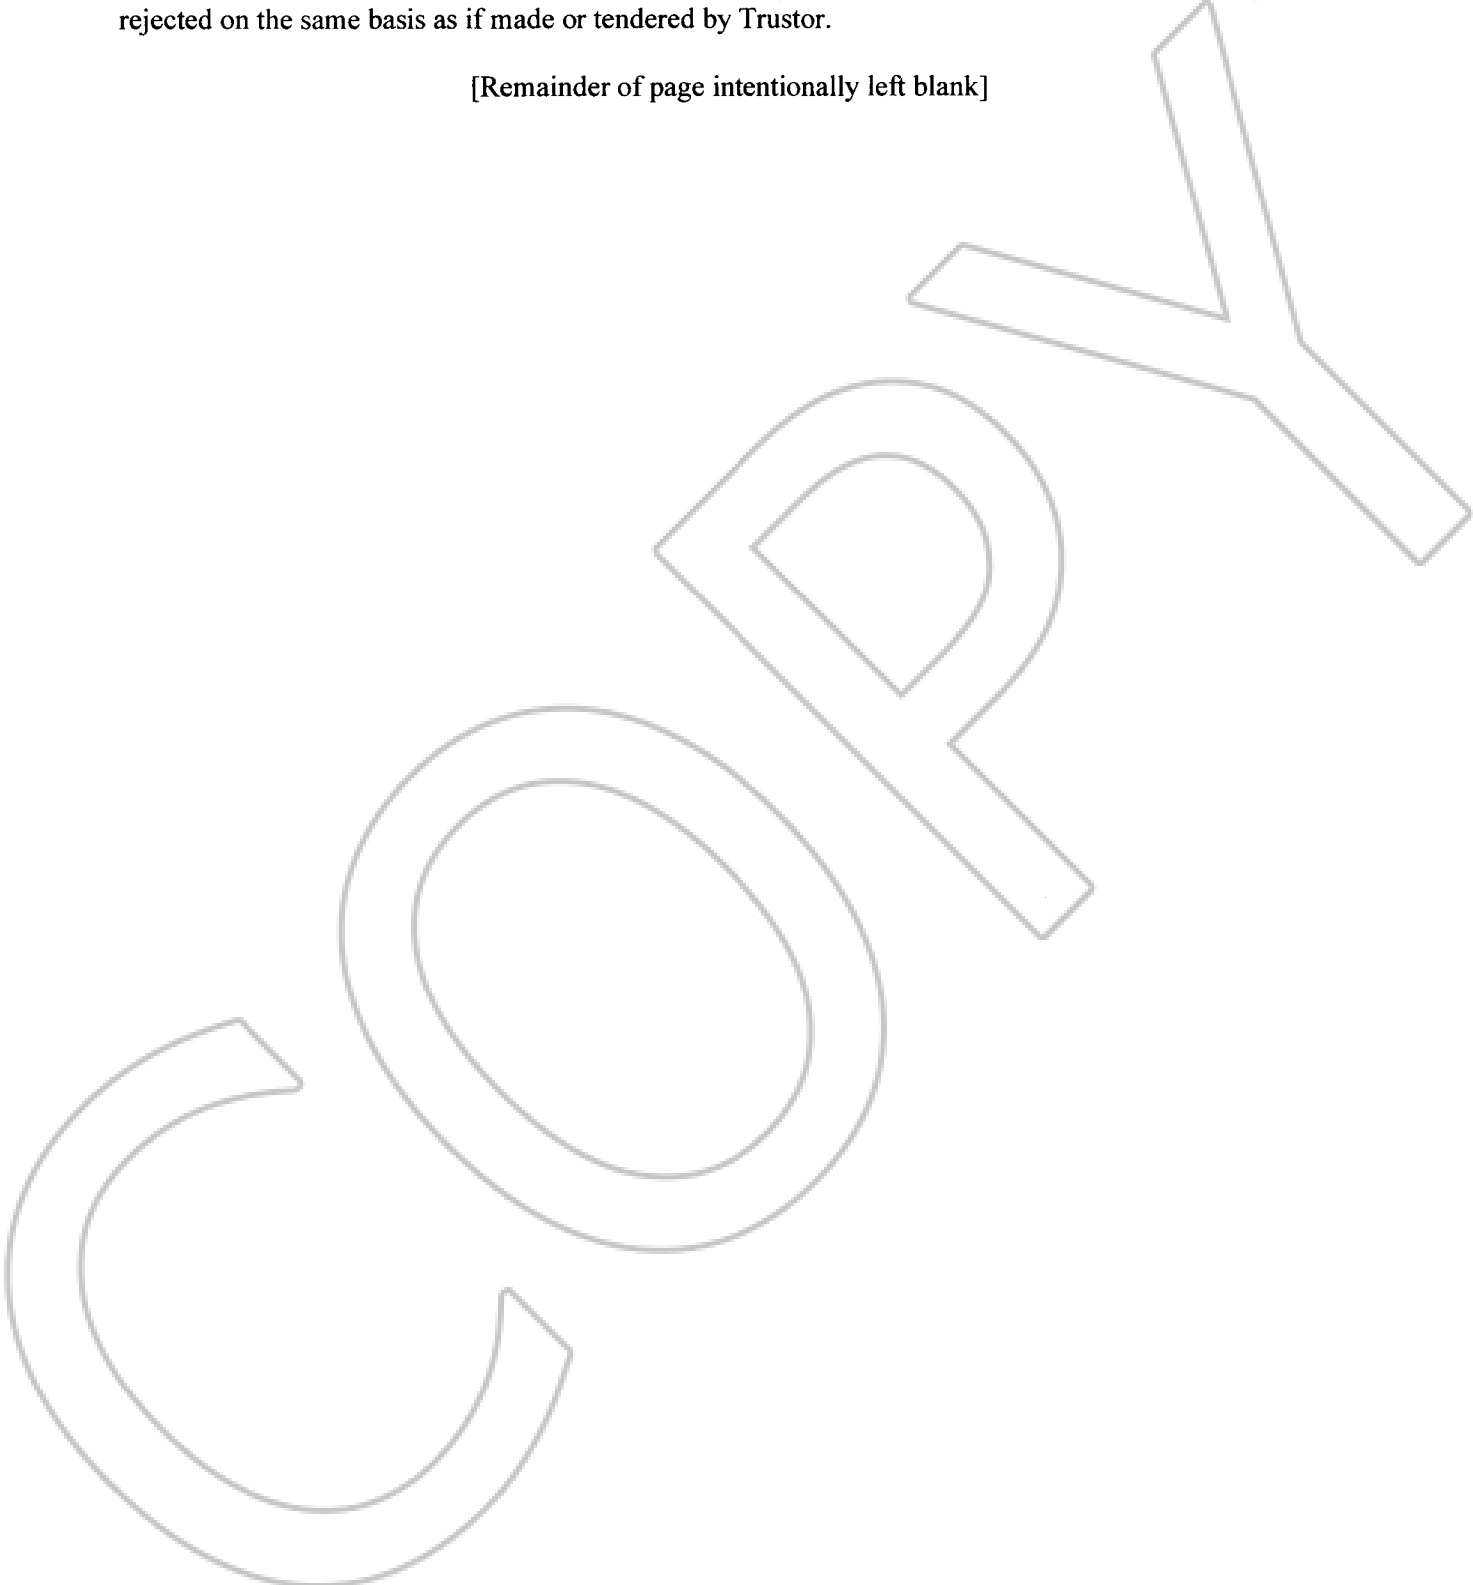 rejected on the same basis as if made or tendered by Trustor.
[Remainder of page intentionally left blank]
COPY